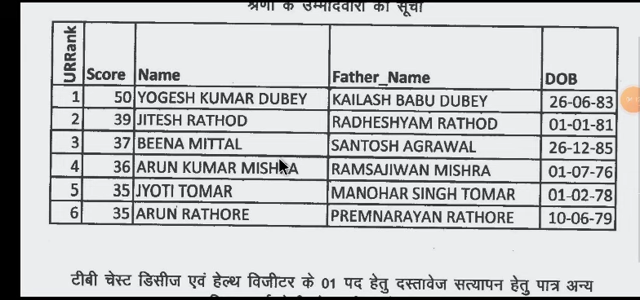 श्रेणी के उम्मीदवारों की सूची
URRank Score Name Father_Name DOB
1 50 YOGESH KUMAR DUBEY KAILASH BABU DUBEY 26-06-83
2 39 JITESH RATHOD RADHESHYAM RATHOD 01-01-81
3 37 BEENA MITTAL SANTOSH AGRAWAL 26-12-85
4 36 ARUN KUMAR MISHRA RAMSAJIWAN MISHRA 01-07-76
5 35 JYOTI TOMAR MANOHAR SINGH TOMAR 01-02-78
6 35 ARUN RATHORE PREMNARAYAN RATHORE 10-06-79
टीबी चेस्ट डिसीज एवं हेल्थ विजीटर के 01 पद हेतु दस्तावेज सत्यापन हेतु पात्र अन्य